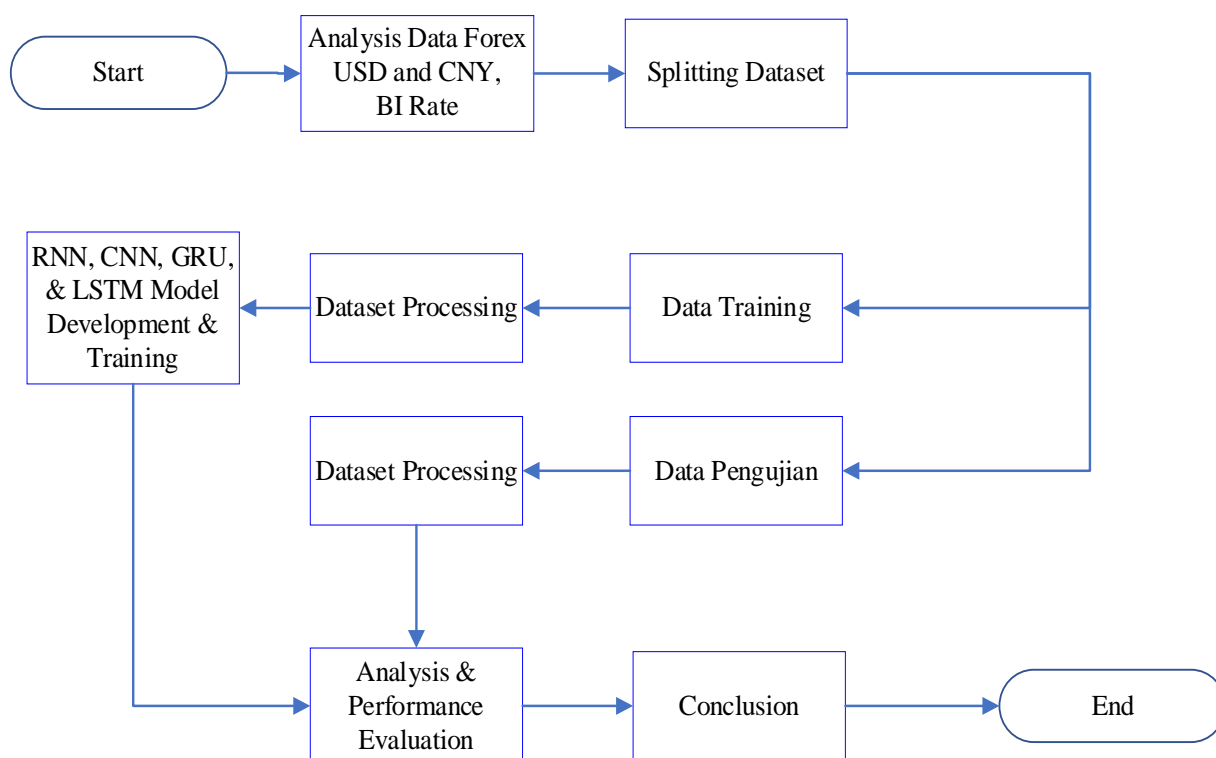 Start
Analysis Data Forex
USD and CNY,
BI Rate
Splitting Dataset
RNN, CNN, GRU,
& LSTM Model
Development &
Training
Dataset Processing
Data Training
Dataset Processing
Data Pengujian
Analysis &
Performance
Evaluation
Conclusion
End